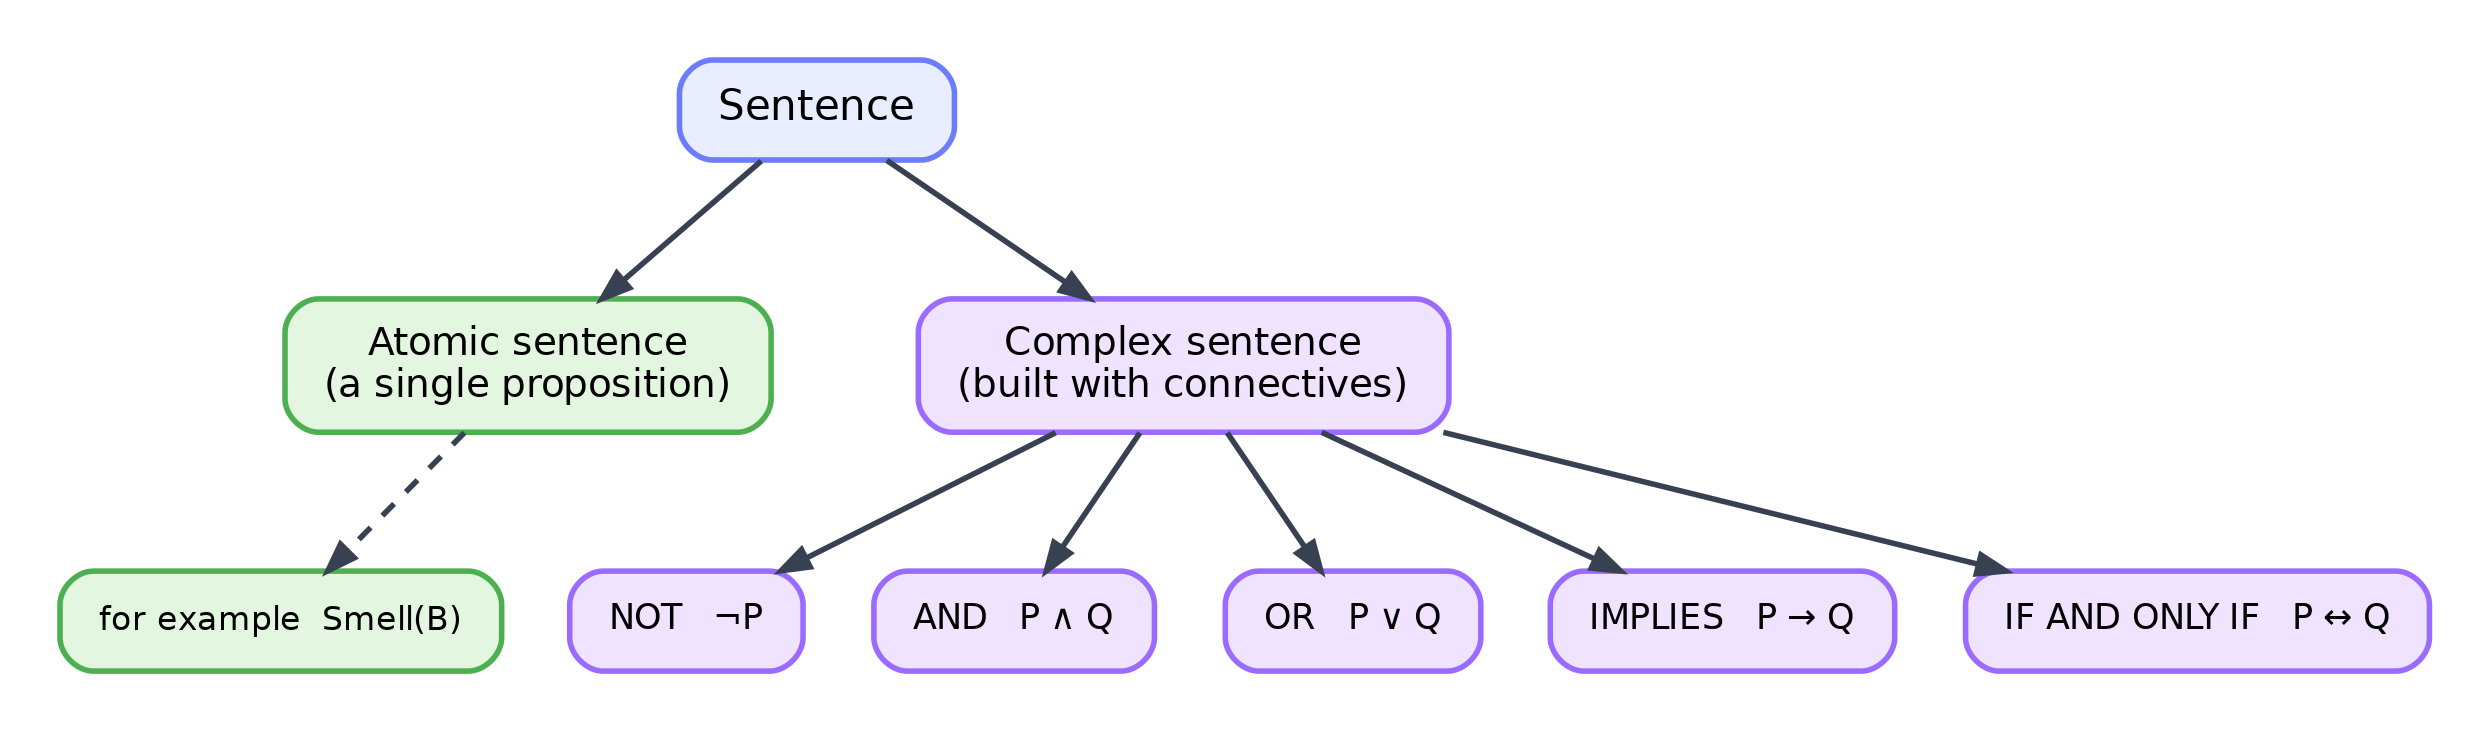 Sentence
Atomic sentence
(a single proposition)
Complex sentence
(built with connectives)
for example  Smell(B)
NOT   ¬P
AND   P ∧ Q
OR   P ∨ Q
IMPLIES   P → Q
IF AND ONLY IF   P ↔ Q